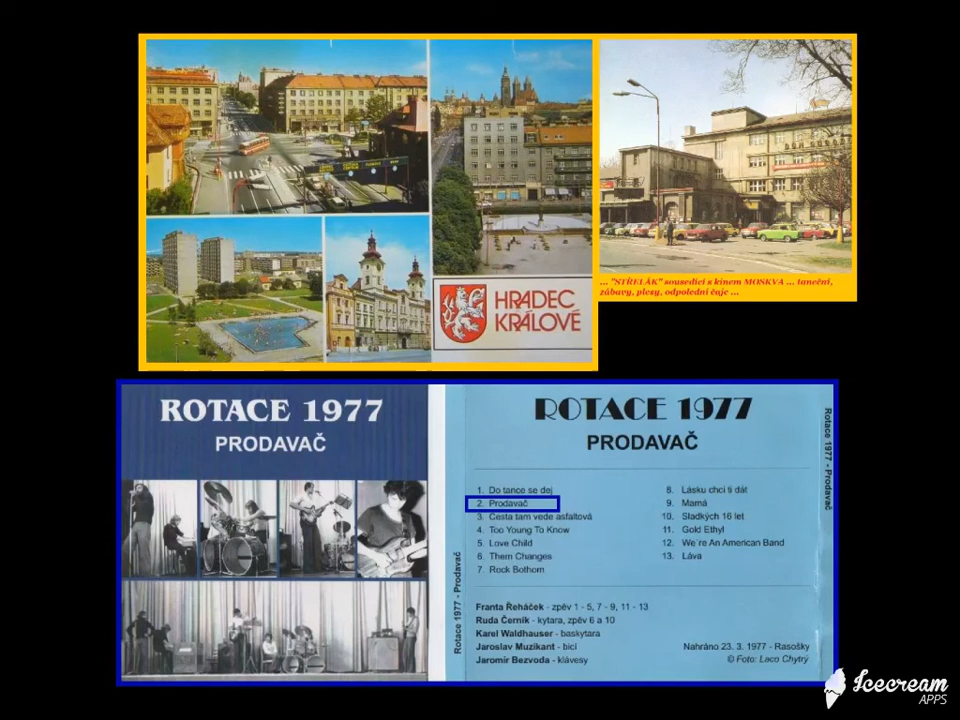 HRADEC
KRÁLOVÉ
... "STŘELÁK" sousedící s kinem MOSKVA ... taneční,
zábavy, plesy, odpolední čaje ...
ROTACE 1977
PRODAVAČ
Rotace 1977 - Prodavač
ROTACE 1977
PRODAVAČ
1. Do tance se dej
2. Prodavač
3. Cesta tam vede asfaltová
4. Too Young To Know
5. Love Child
6. Them Changes
7. Rock Bothom
8. Lásku chci ti dát
9. Mamá
10. Sladkých 16 let
11. Gold Ethyl
12. We´re An American Band
13. Láva
Franta Řeháček - zpěv 1 - 5, 7 - 9, 11 - 13
Ruda Černík - kytara, zpěv 6 a 10
Karel Waldhauser - baskytara
Jaroslav Muzikant - bicí
Jaromír Bezvoda - klávesy
Nahráno 23. 3. 1977 - Rasošky
© Foto: Laco Chytrý
Rotace 1977 - Prodavač
Icecream
APPS